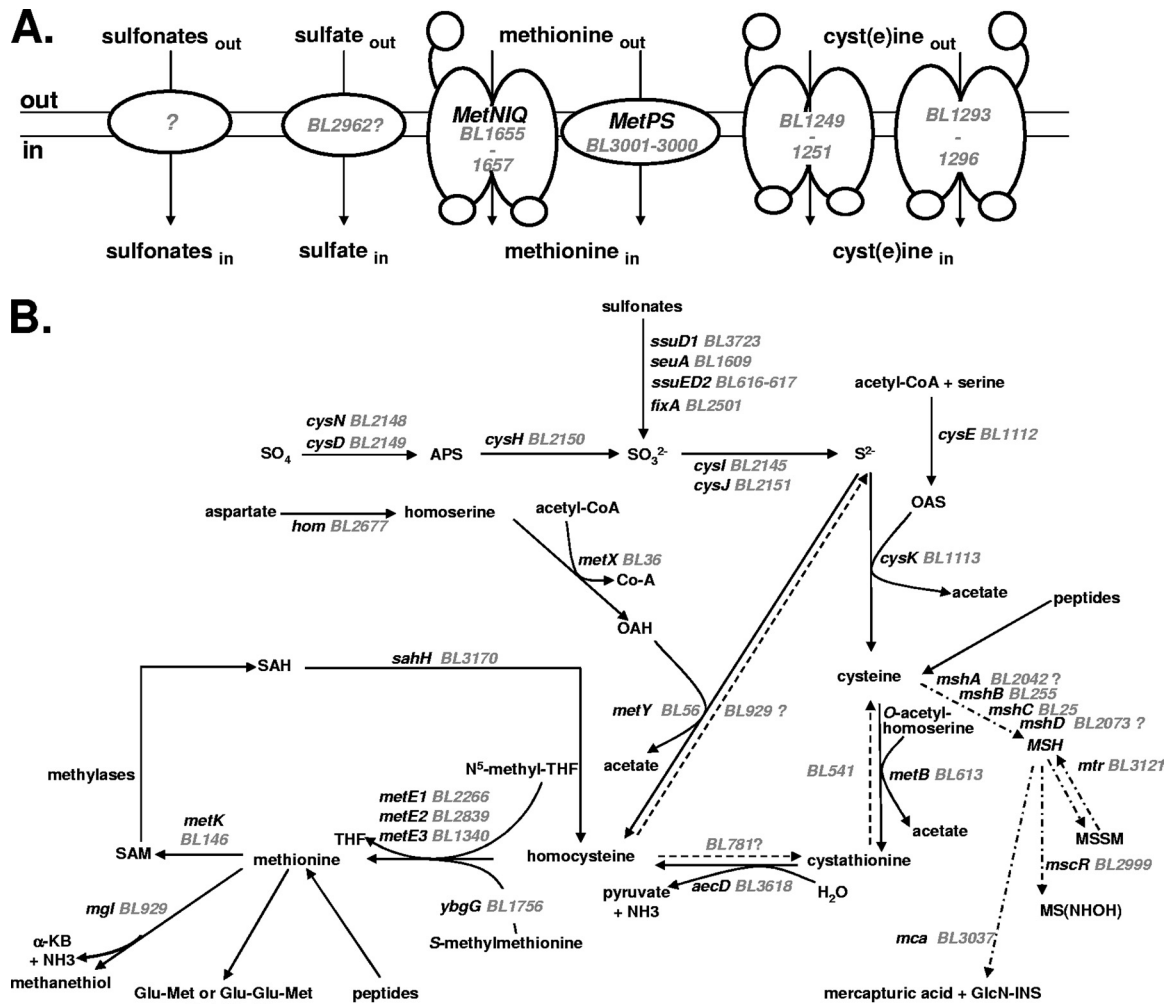 A.
sulfonates out
sulfate out
methionine out
cyst(e)ine out
out
in
?
BL2962?
MetNIQ
BL1655
-
1657
MetPS
BL3001-3000
BL1249
-
1251
BL1293
-
1296
sulfonates in
sulfate in
methionine in
cyst(e)ine in
B.
sulfonates
ssuD1 BL3723
seuA BL1609
ssuED2 BL616-617
fixA BL2501
acetyl-CoA + serine
cysE BL1112
cysN BL2148
cysD BL2149
SO4
APS
cysH BL2150
SO3 2-
S2-
cysI BL2145
cysJ BL2151
OAS
aspartate
hom BL2677
homoserine
acetyl-CoA
metX BL36
Co-A
cysK BL1113
acetate
peptides
OAH
SAH
sahH BL3170
cysteine
mshA BL2042 ?
mshB BL255
mshC BL25
mshD BL2073 ?
metY BL56
BL929 ?
O-acetyl-
homoserine
MSH
mtr BL3121
acetate
methylases
N5-methyl-THF
BL541
metB BL613
metE1 BL2266
metE2 BL2839
metE3 BL1340
metK
BL146
THF
acetate
MSSM
SAM
methionine
homocysteine
BL781?
cystathionine
mscR BL2999
aecD BL3618
H2O
pyruvate
+ NH3
mgl BL929
ybgG BL1756
MS(NHOH)
α-KB
+ NH3
S-methylmethionine
mca BL3037
methanethiol
Glu-Met or Glu-Glu-Met
peptides
mercapturic acid + GlcN-INS